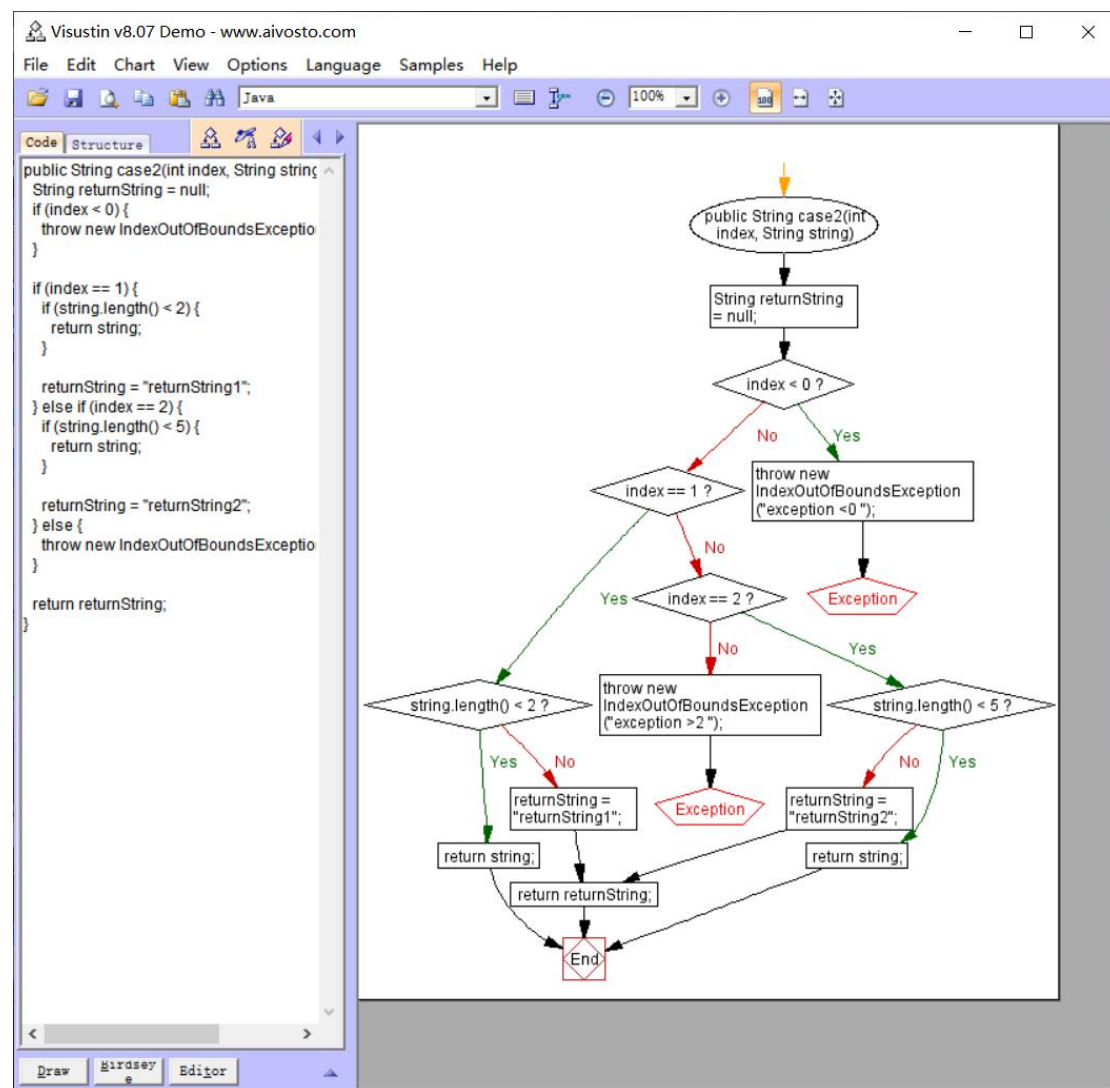 Visustin v8.07 Demo - www.aivosto.com
File Edit Chart View Options Language Samples Help
Java
100%
100
Code Structure
public String case2(int index, String string
String returnString = null;
if (index < 0) {
throw new IndexOutOfBoundsExceptio
}
if (index == 1) {
if (string.length() < 2) {
return string;
}
returnString = "returnString1";
} else if (index == 2) {
if (string.length() < 5) {
return string;
}
returnString = "returnString2";
} else {
throw new IndexOutOfBoundsExceptio
}
return returnString;
}
Draw
Birdsey
e
Editor
public String case2(int
index, String string)
String returnString
= null;
index < 0 ?
No
Yes
index == 1 ?
throw new
IndexOutOfBoundsException
("exception <0 ");
No
Exception
Yes
index == 2 ?
No
Yes
string.length() < 2 ?
throw new
IndexOutOfBoundsException
("exception >2 ");
string.length() < 5 ?
Yes
No
No
Yes
returnString =
"returnString1";
Exception
returnString =
"returnString2";
return string;
return string;
return returnString;
End